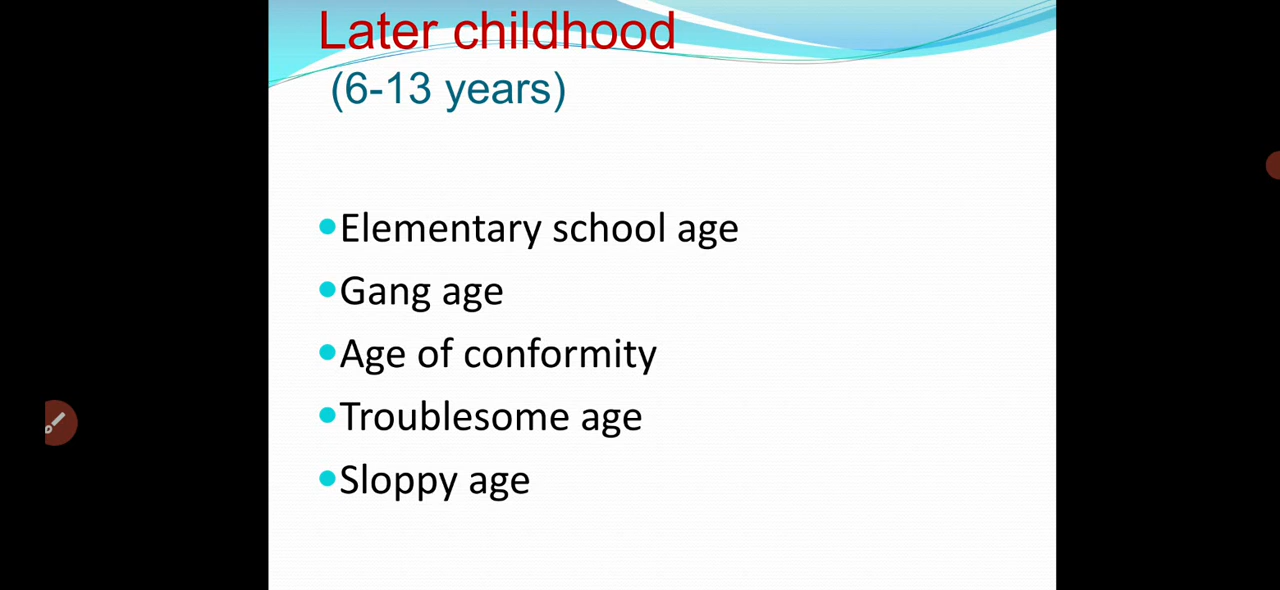 Later childhood
(6-13 years)
•Elementary school age
•Gang age
•Age of conformity
•Troublesome age
•Sloppy age